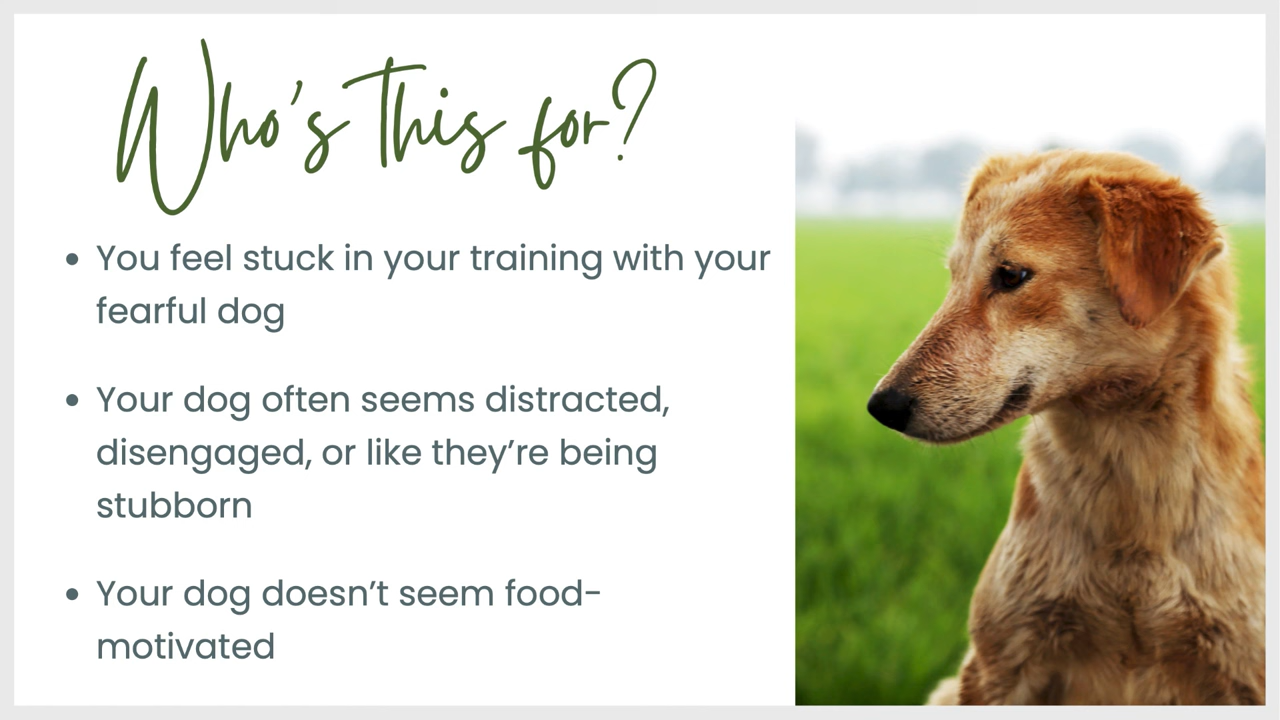 Who's this for?
• You feel stuck in your training with your
fearful dog
• Your dog often seems distracted,
disengaged, or like they’re being
stubborn
• Your dog doesn’t seem food-
motivated